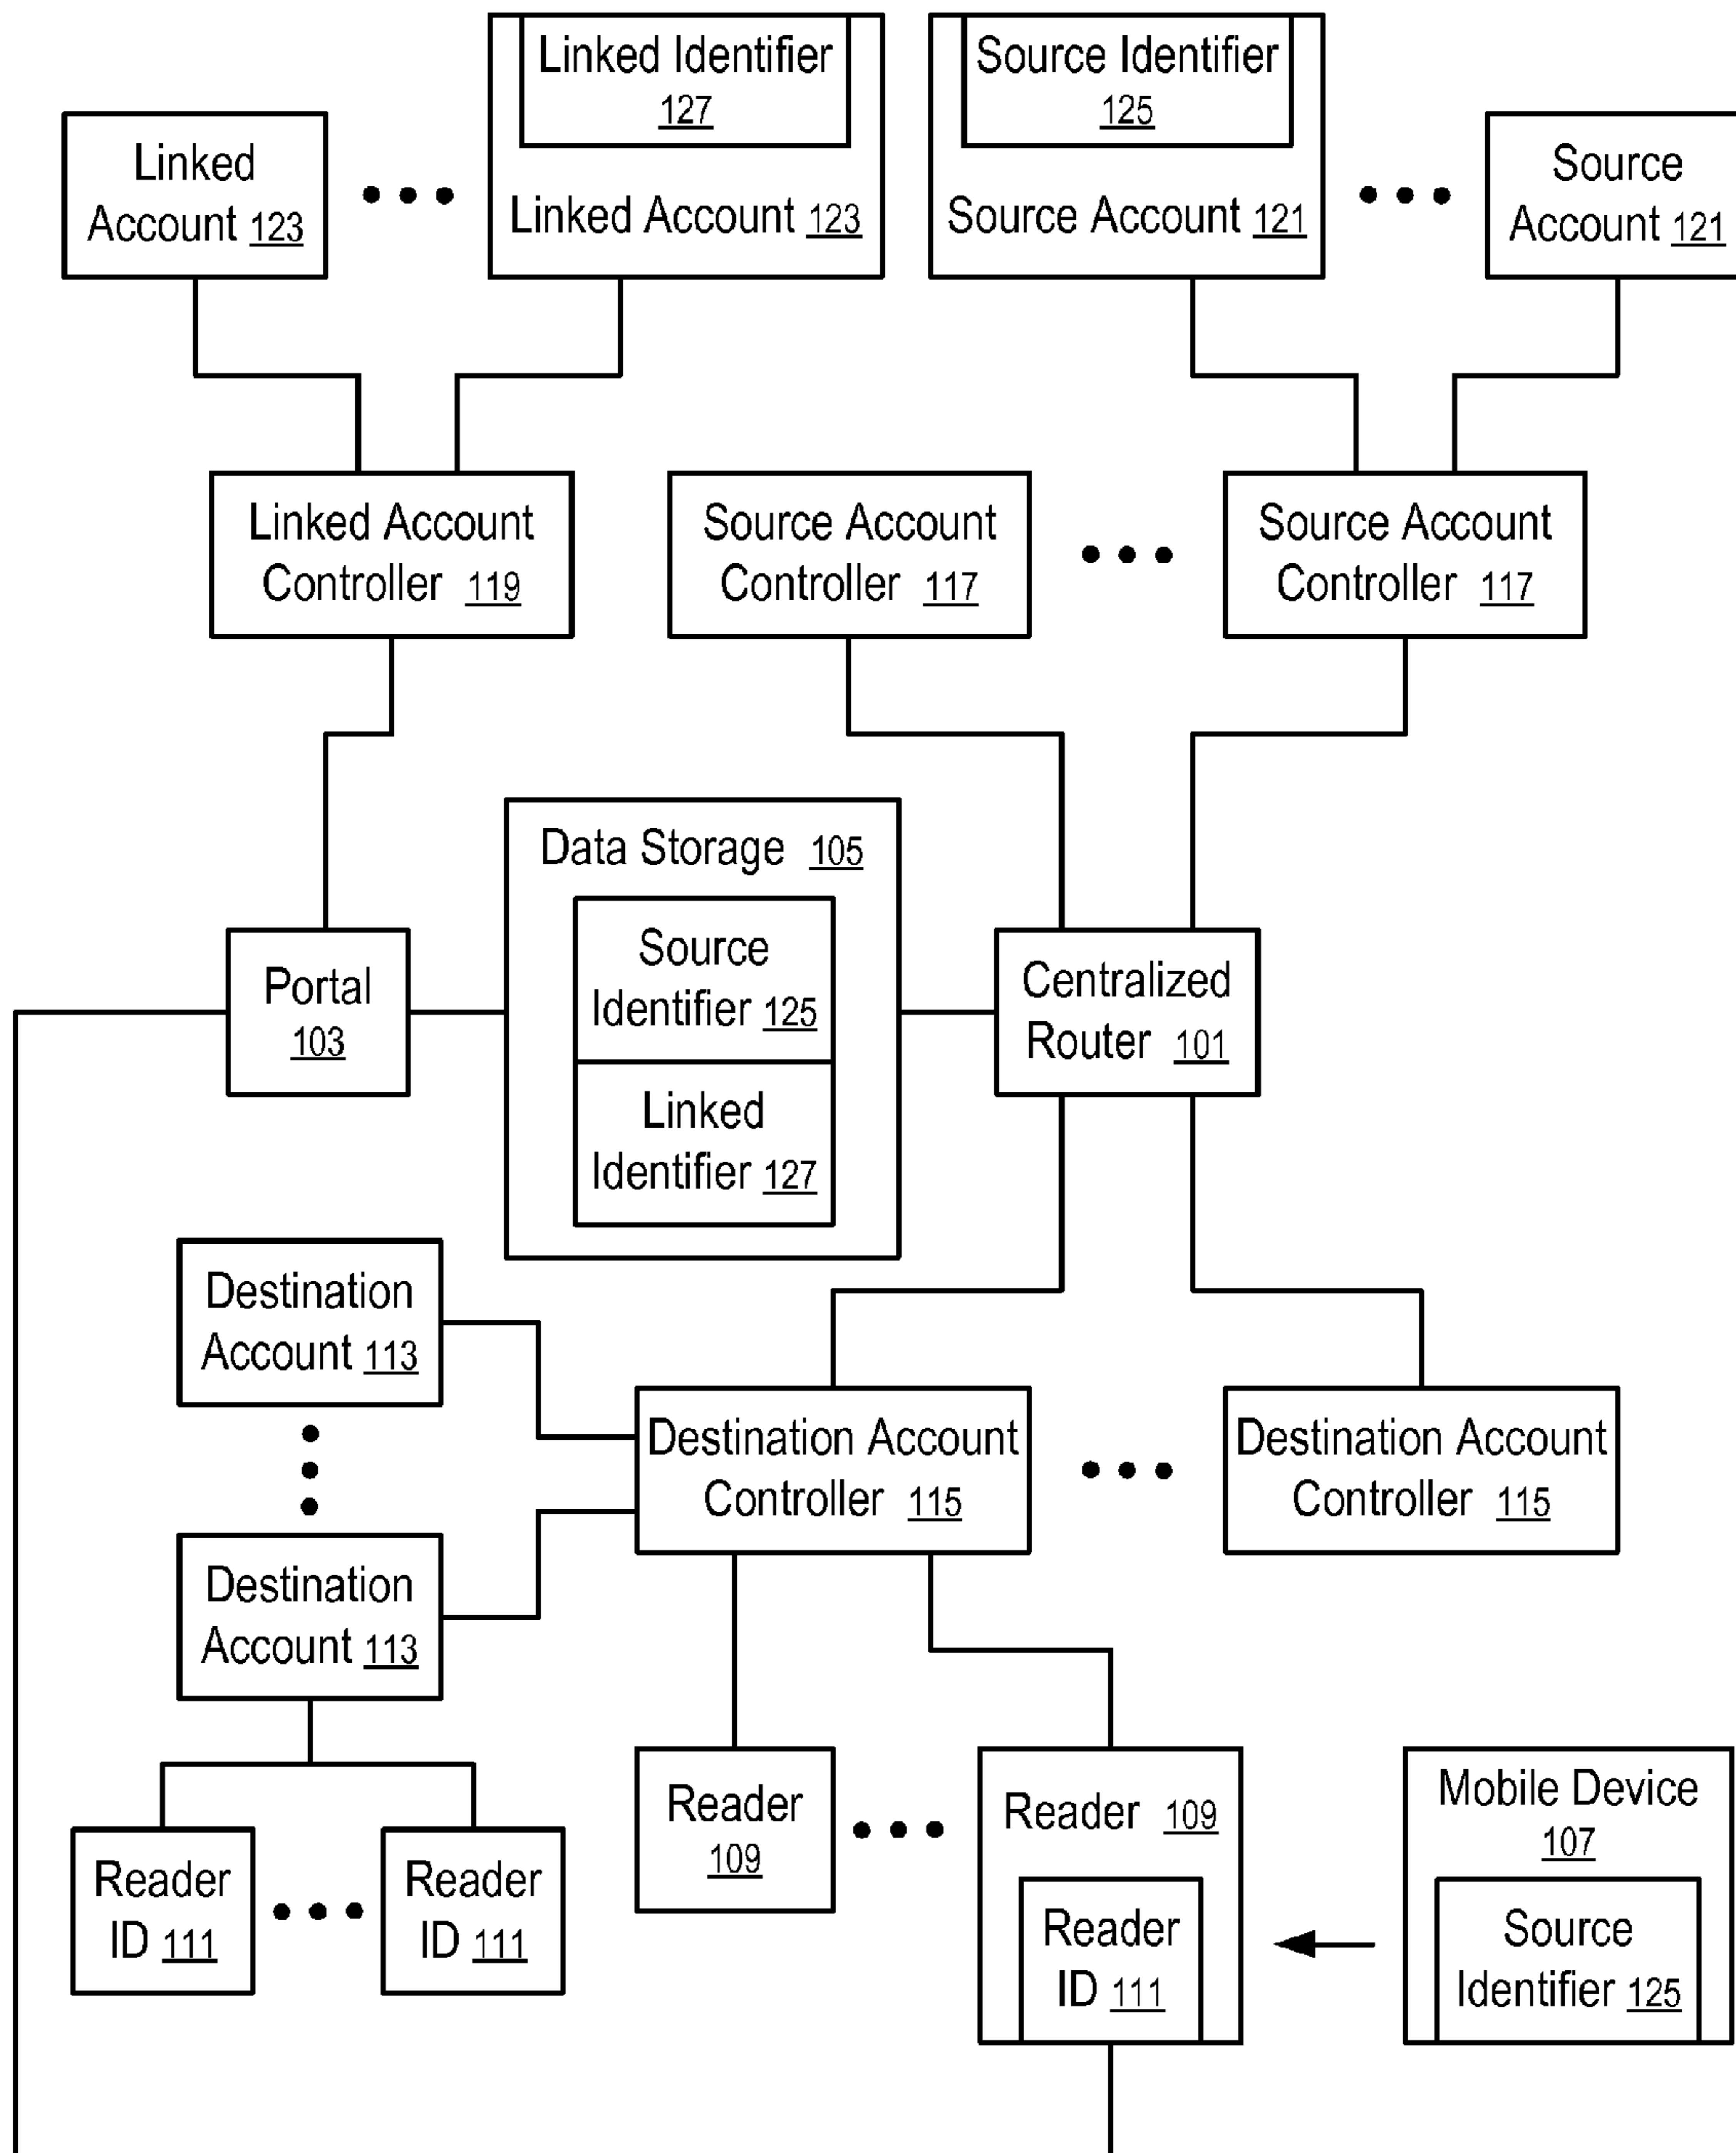 Linked Identifier
127
Source Identifier
125
Linked
Account 123
Linked Account 123
Source Account 121
Source
Account 121
Linked Account
Controller 119
Source Account
Controller 117
Source Account
Controller 117
Data Storage 105
Source
Identifier 125
Linked
Identifier 127
Portal
103
Centralized
Router 101
Destination
Account 113
Destination Account
Controller 115
Destination Account
Controller 115
Destination
Account 113
Reader
109
Reader 109
Reader
ID 111
Mobile Device
107
Source
Identifier 125
Reader
ID 111
Reader
ID 111